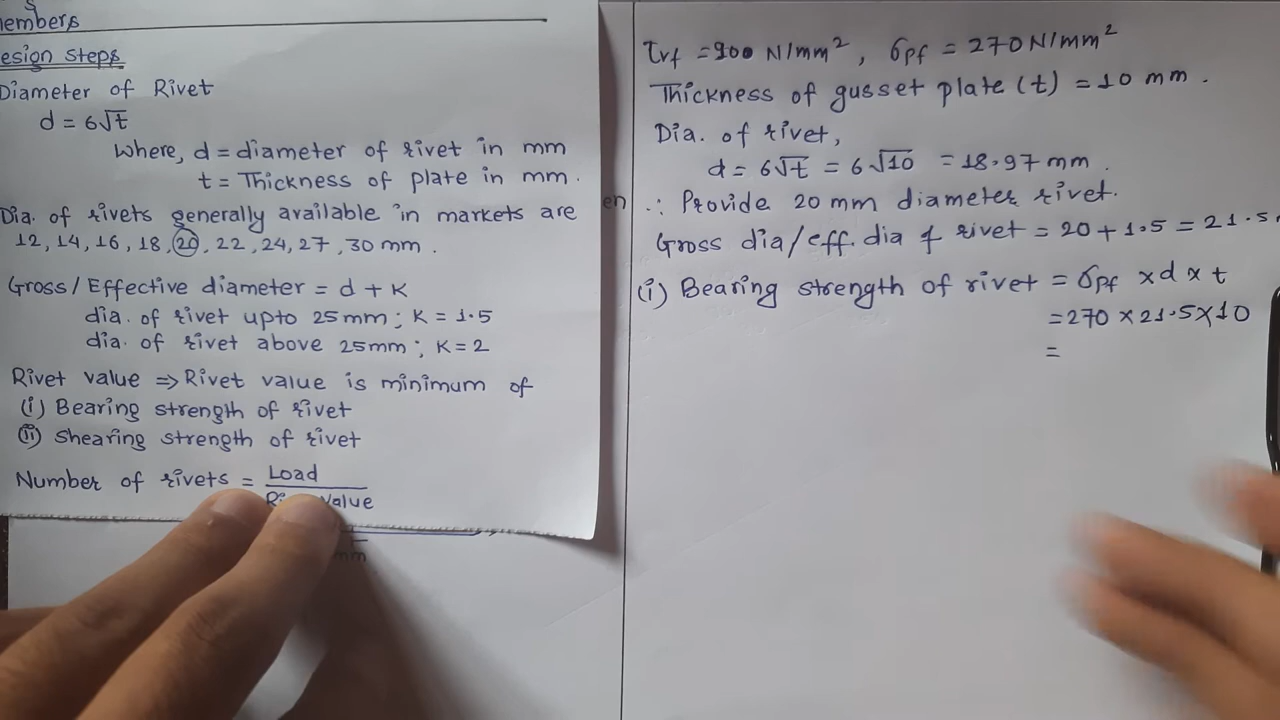 members
esign steps
Diameter of Rivet
d = 6√t
Where, d = diameter of rivet in mm
t = Thickness of plate in mm.
Dia. of rivets generally available in markets are
12, 14, 16, 18, 20, 22, 24, 27, 30 mm.
Gross / Effective diameter = d + K
dia. of rivet upto 25mm; K = 1.5
dia. of rivet above 25mm; K = 2
Rivet value => Rivet value is minimum of
(i) Bearing strength of rivet
(ii) Shearing strength of rivet
Number of rivets = Load
Value
mm
en
τvf = 100 N/mm², σpf = 270 N/mm²
Thickness of gusset plate (t) = 10 mm.
Dia. of rivet,
d = 6√t = 6√10 = 18.97 mm.
∴ Provide 20 mm diameter rivet.
Gross dia/eff. dia of rivet = 20 + 1.5 = 21.5
(i) Bearing strength of rivet = σpf × d × t
= 270 × 21.5 × 10
=